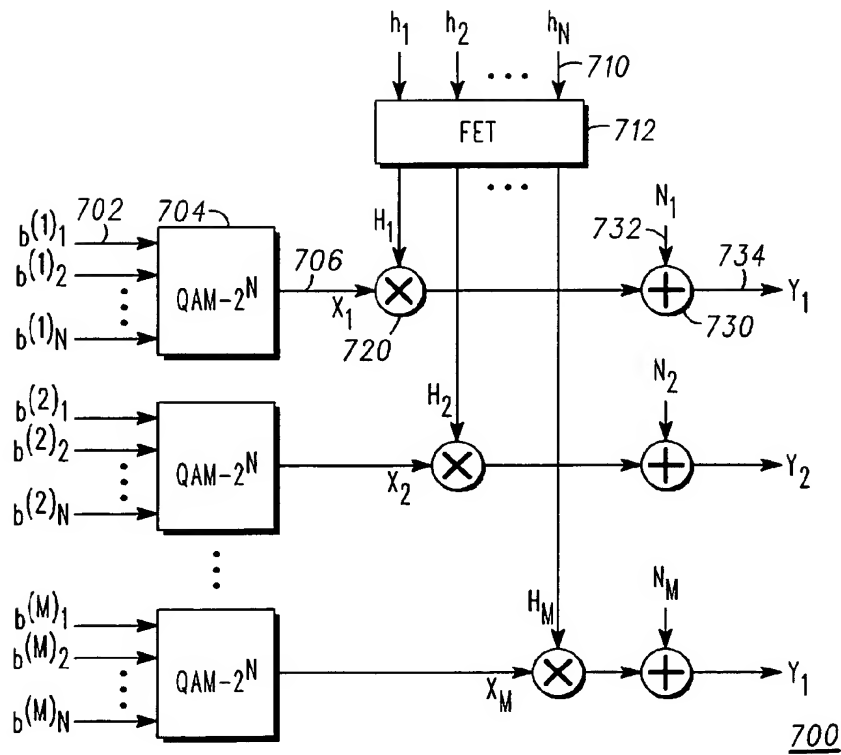 h1 h2 ... hN
710
FET
712
...
b(1)1 702 704
b(1)2
b(1)N
QAM-2N
706
X1
H1
720
732
N1
730
734
Y1
b(2)1
b(2)2
b(2)N
QAM-2N
X2
H2
N2
Y2
b(M)1
b(M)2
b(M)N
QAM-2N
XM
HM
NM
Y1
700